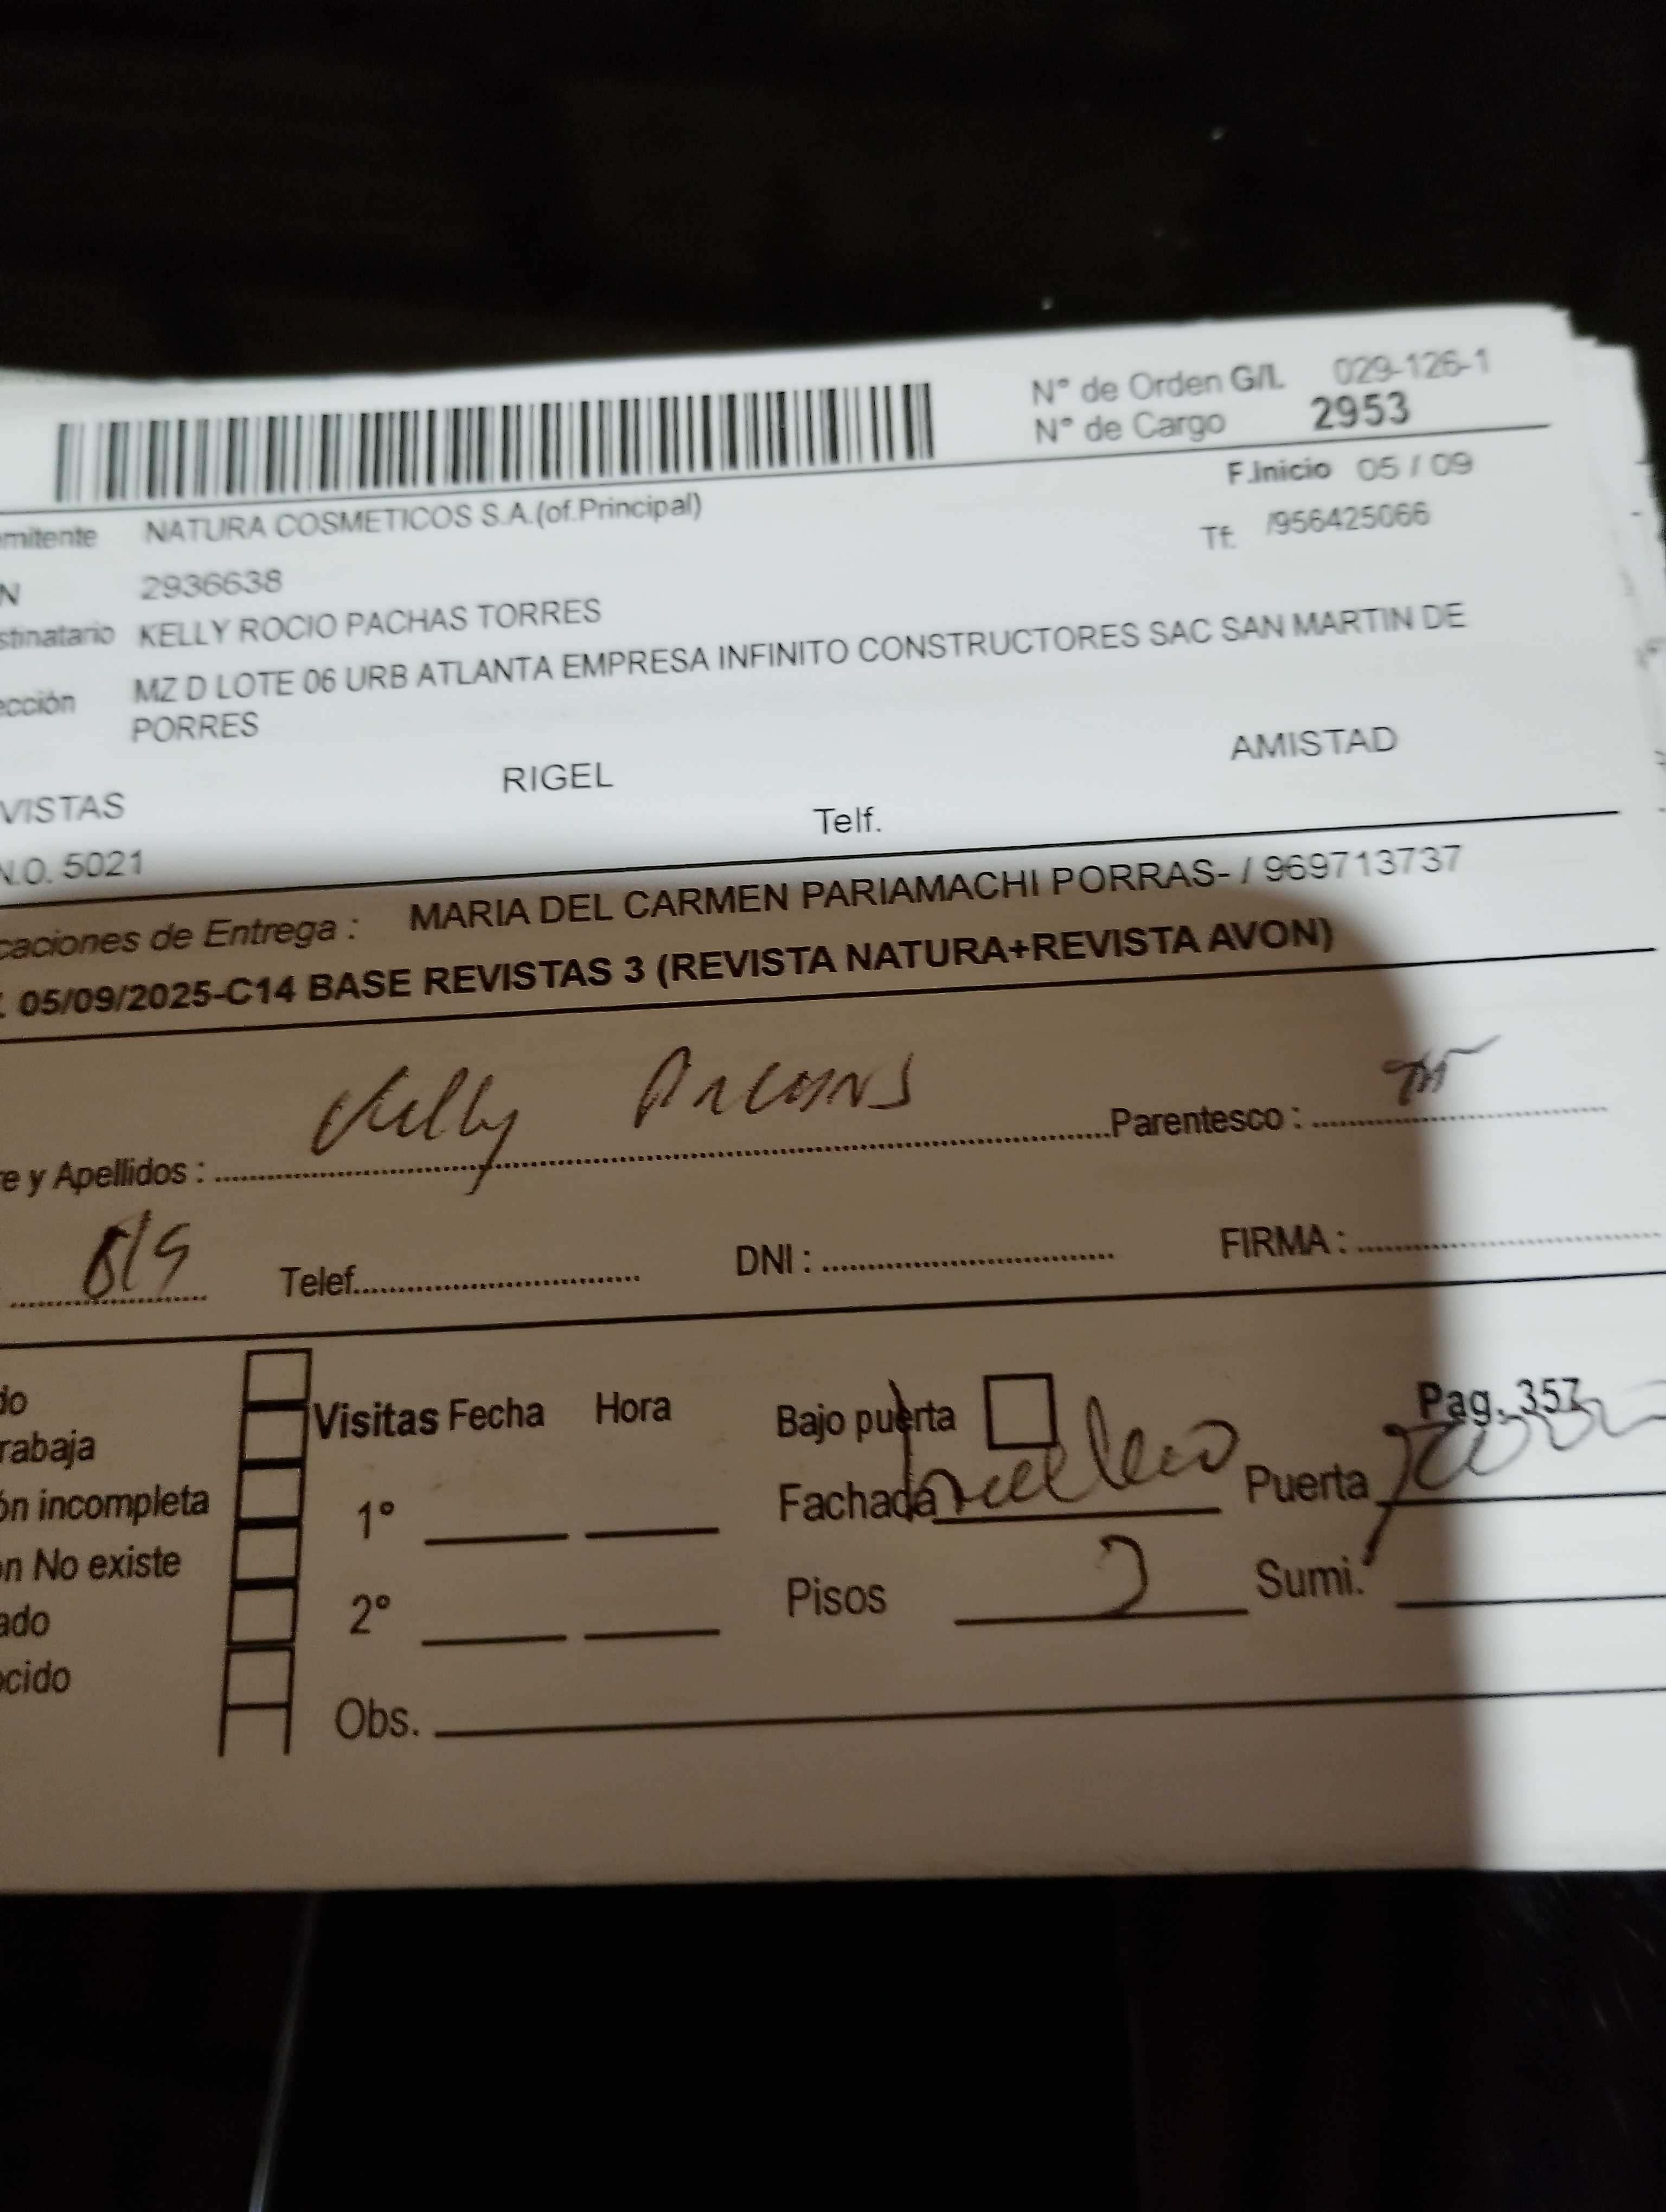 N° de Orden G/L 029-126-1
N° de Cargo 2953
F.Inicio 05 / 09
mitente NATURA COSMETICOS S.A.(of.Principal)
Tf: /956425066
N 2936638
stinatario KELLY ROCIO PACHAS TORRES
ección MZ D LOTE 06 URB ATLANTA EMPRESA INFINITO CONSTRUCTORES SAC SAN MARTIN DE
PORRES
VISTAS RIGEL AMISTAD
N.O. 5021 Telf.
caciones de Entrega : MARIA DEL CARMEN PARIAMACHI PORRAS- / 969713737
05/09/2025-C14 BASE REVISTAS 3 (REVISTA NATURA+REVISTA AVON)
re y Apellidos : Kelly Parentesco :
Telef. DNI : FIRMA :
do
Visitas Fecha Hora Bajo puerta Pag. 357
rabaja
ón incompleta 1° Fachada Puerta
n No existe
ado 2° Pisos 2 Sumi.
ocido
Obs.